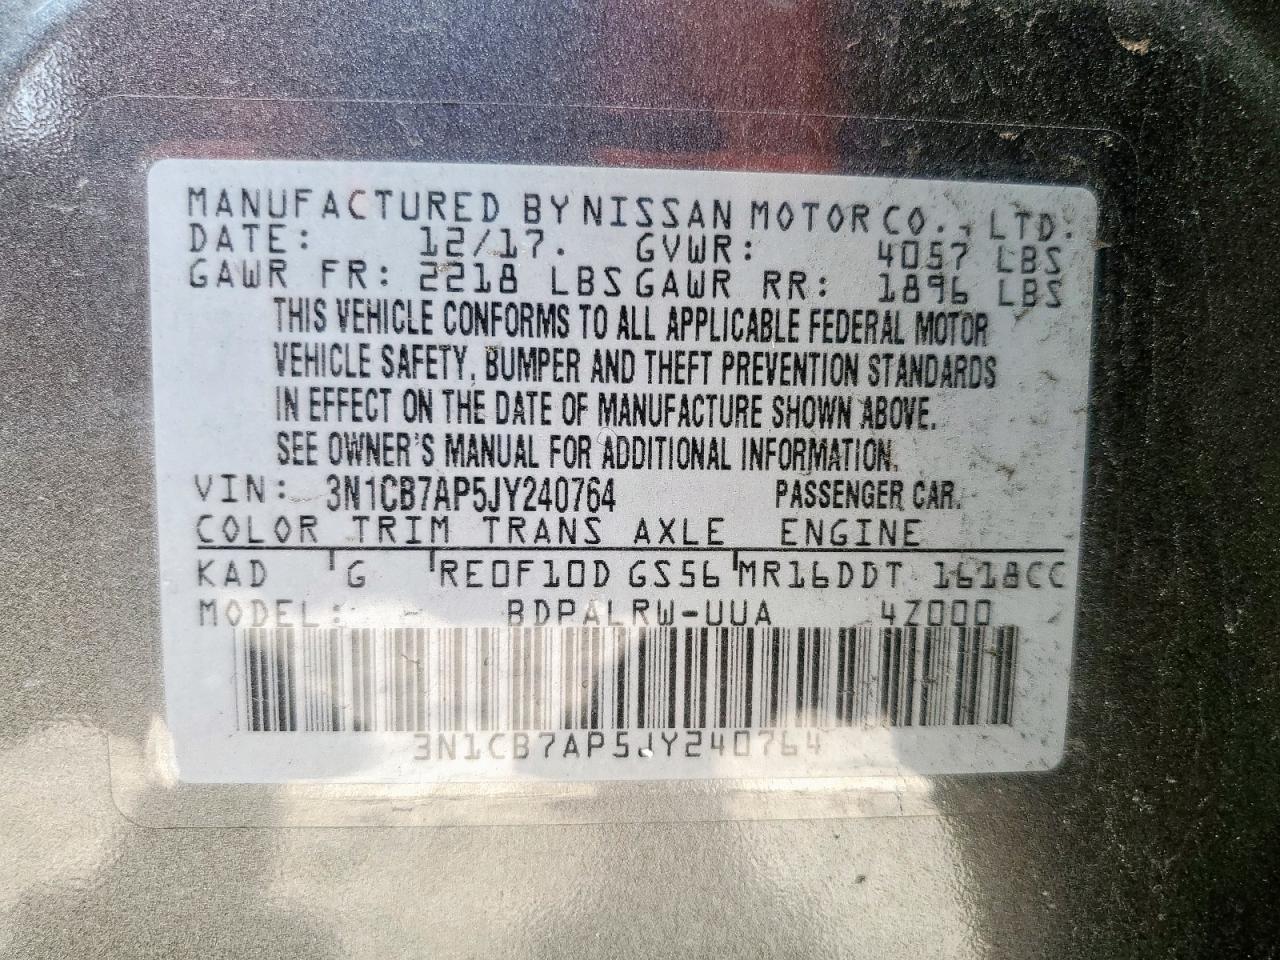 MANUFACTURED BY NISSAN MOTOR CO., LTD.
DATE: 12/17. GVWR: 4057 LBS
GAWR FR: 2218 LBS GAWR RR: 1896 LBS
THIS VEHICLE CONFORMS TO ALL APPLICABLE FEDERAL MOTOR
VEHICLE SAFETY, BUMPER AND THEFT PREVENTION STANDARDS
IN EFFECT ON THE DATE OF MANUFACTURE SHOWN ABOVE.
SEE OWNER'S MANUAL FOR ADDITIONAL INFORMATION.
VIN: 3N1CB7AP5JY240764 PASSENGER CAR.
COLOR TRIM TRANS AXLE ENGINE
KAD G RE0F10D GS56 MR16DDT 1618CC
MODEL: - BDPALRW-UUA 4Z000
3N1CB7AP5JY240764